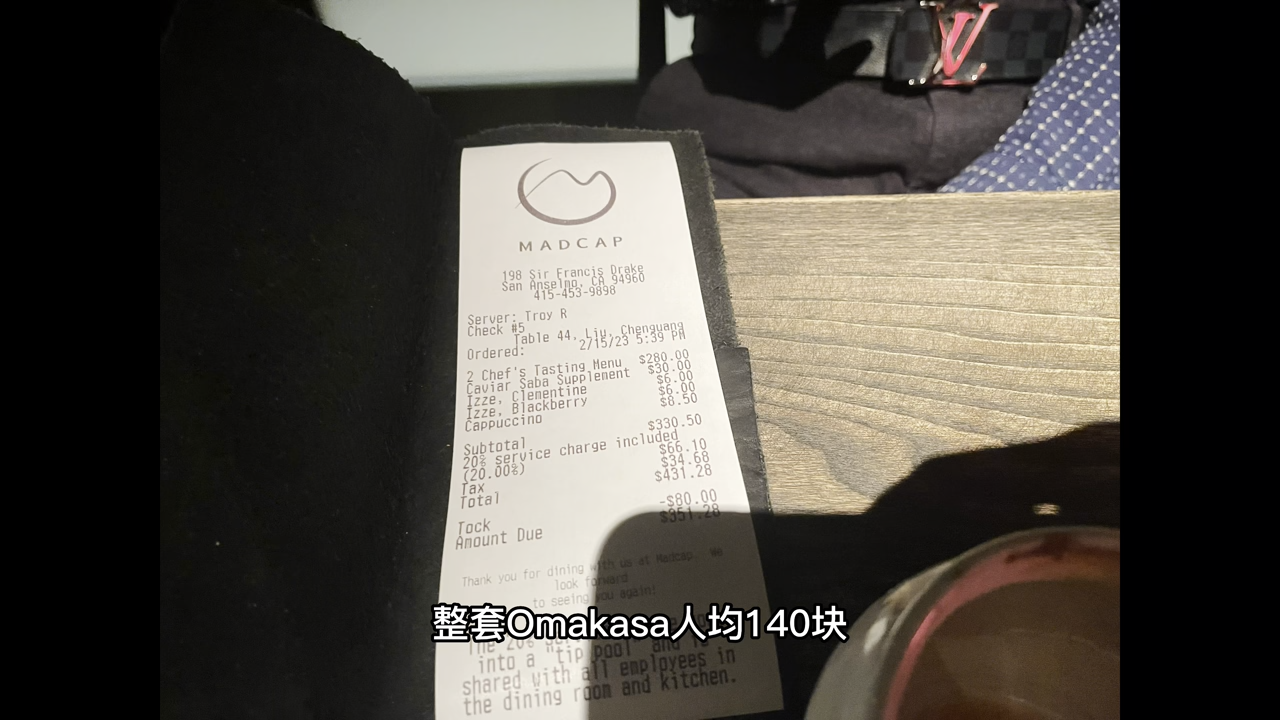 MADCAP
198 Sir Francis Drake
San Anselmo, CA 94960
415-453-9898
Server: Troy R
Check #5
Table 44, Liu, Chenguang
Ordered: 2/15/23 5:39 PM
2 Chef's Tasting Menu $280.00
Caviar Saba Supplement $30.00
Izze, Clementine $6.00
Izze, Blackberry $6.00
Cappuccino $8.50
Subtotal $330.50
20% service charge included
(20.00%) $66.10
Tax $34.68
Total $431.28
Tock -$80.00
Amount Due $351.28
Thank you for dining with us at Madcap. We
look forward
to seeing you again!
整套Omakasa人均140块
The 20%
into a "tip pool" and
shared with all employees in
the dining room and kitchen.